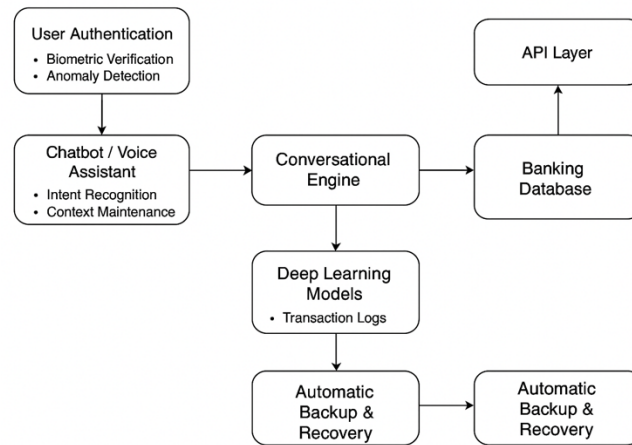 User Authentication
• Biometric Verification
• Anomaly Detection
API Layer
Chatbot / Voice
Assistant
• Intent Recognition
• Context Maintenance
Conversational
Engine
Banking
Database
Deep Learning
Models
• Transaction Logs
Automatic
Backup &
Recovery
Automatic
Backup &
Recovery